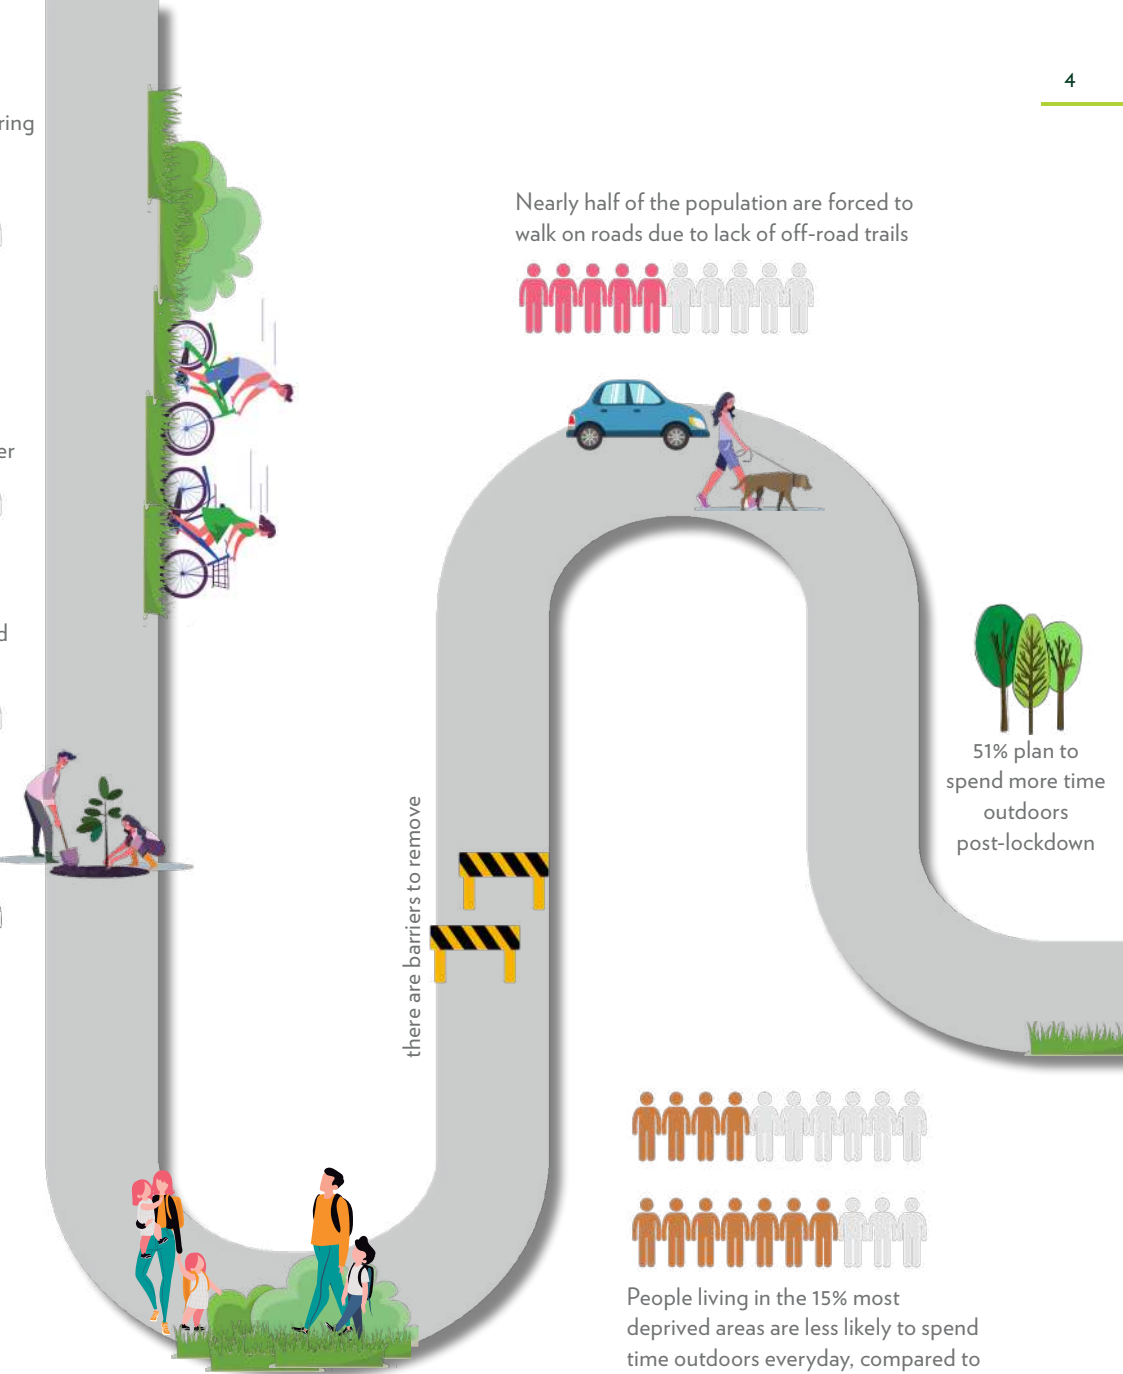 4
ring
Nearly half of the population are forced to
walk on roads due to lack of off-road trails
er
d
51% plan to
spend more time
outdoors
post-lockdown
there are barriers to remove
People living in the 15% most
deprived areas are less likely to spend
time outdoors everyday, compared to